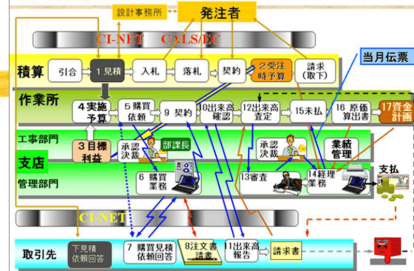 設計事務所
発注者
CI-NET CALS/EC
積算
引合
1見積
入札
落札
契約
2受注
時予算
請求
(取下)
当月伝票
作業所
4実施
予算
5 購買
依頼
9 契約
10出来高
確認
12出来高
査定
15未払
16 原価
算出書
17資金
計画
工事部門
3目標
利益
承認
決裁
部課長
承認
決裁
業績
管理
支店
管理部門
6 購買
業務
13審査
14経理
業務
支払
CI-NET
取引先
下見積
依頼回答
7 購買見積
依頼回答
8注文書
請書
11出来高
報告
請求書